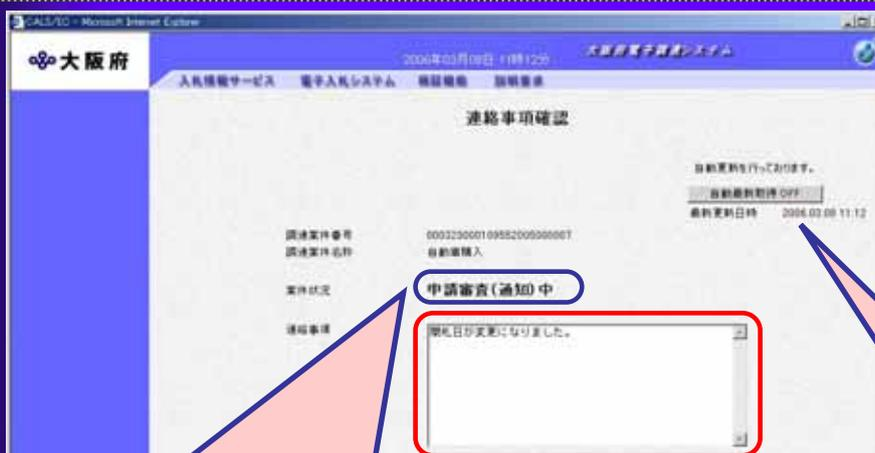 CALS/EC - Microsoft Internet Explorer
大阪府
2006年03月08日 11時12分
大阪府電子調達システム
入札情報サービス 電子入札システム 検証機能 説明要求
連絡事項確認
自動更新を行っております。
自動最新取得 OFF
最新更新日時 2006.03.08 11:12
調達案件番号
調達案件名称 自動車購入
案件状況 申請審査(通知)中
連絡事項 開札日が変更になりました。